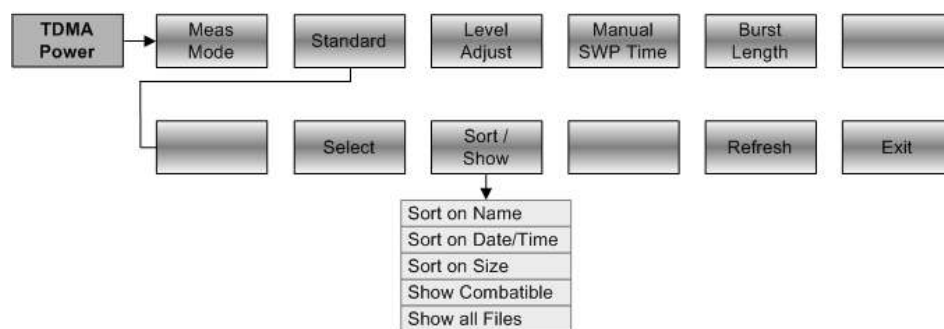 TDMA
Power
Meas
Mode
Standard
Level
Adjust
Manual
SWP Time
Burst
Length
Select
Sort /
Show
Refresh
Exit
Sort on Name
Sort on Date/Time
Sort on Size
Show Combatible
Show all Files